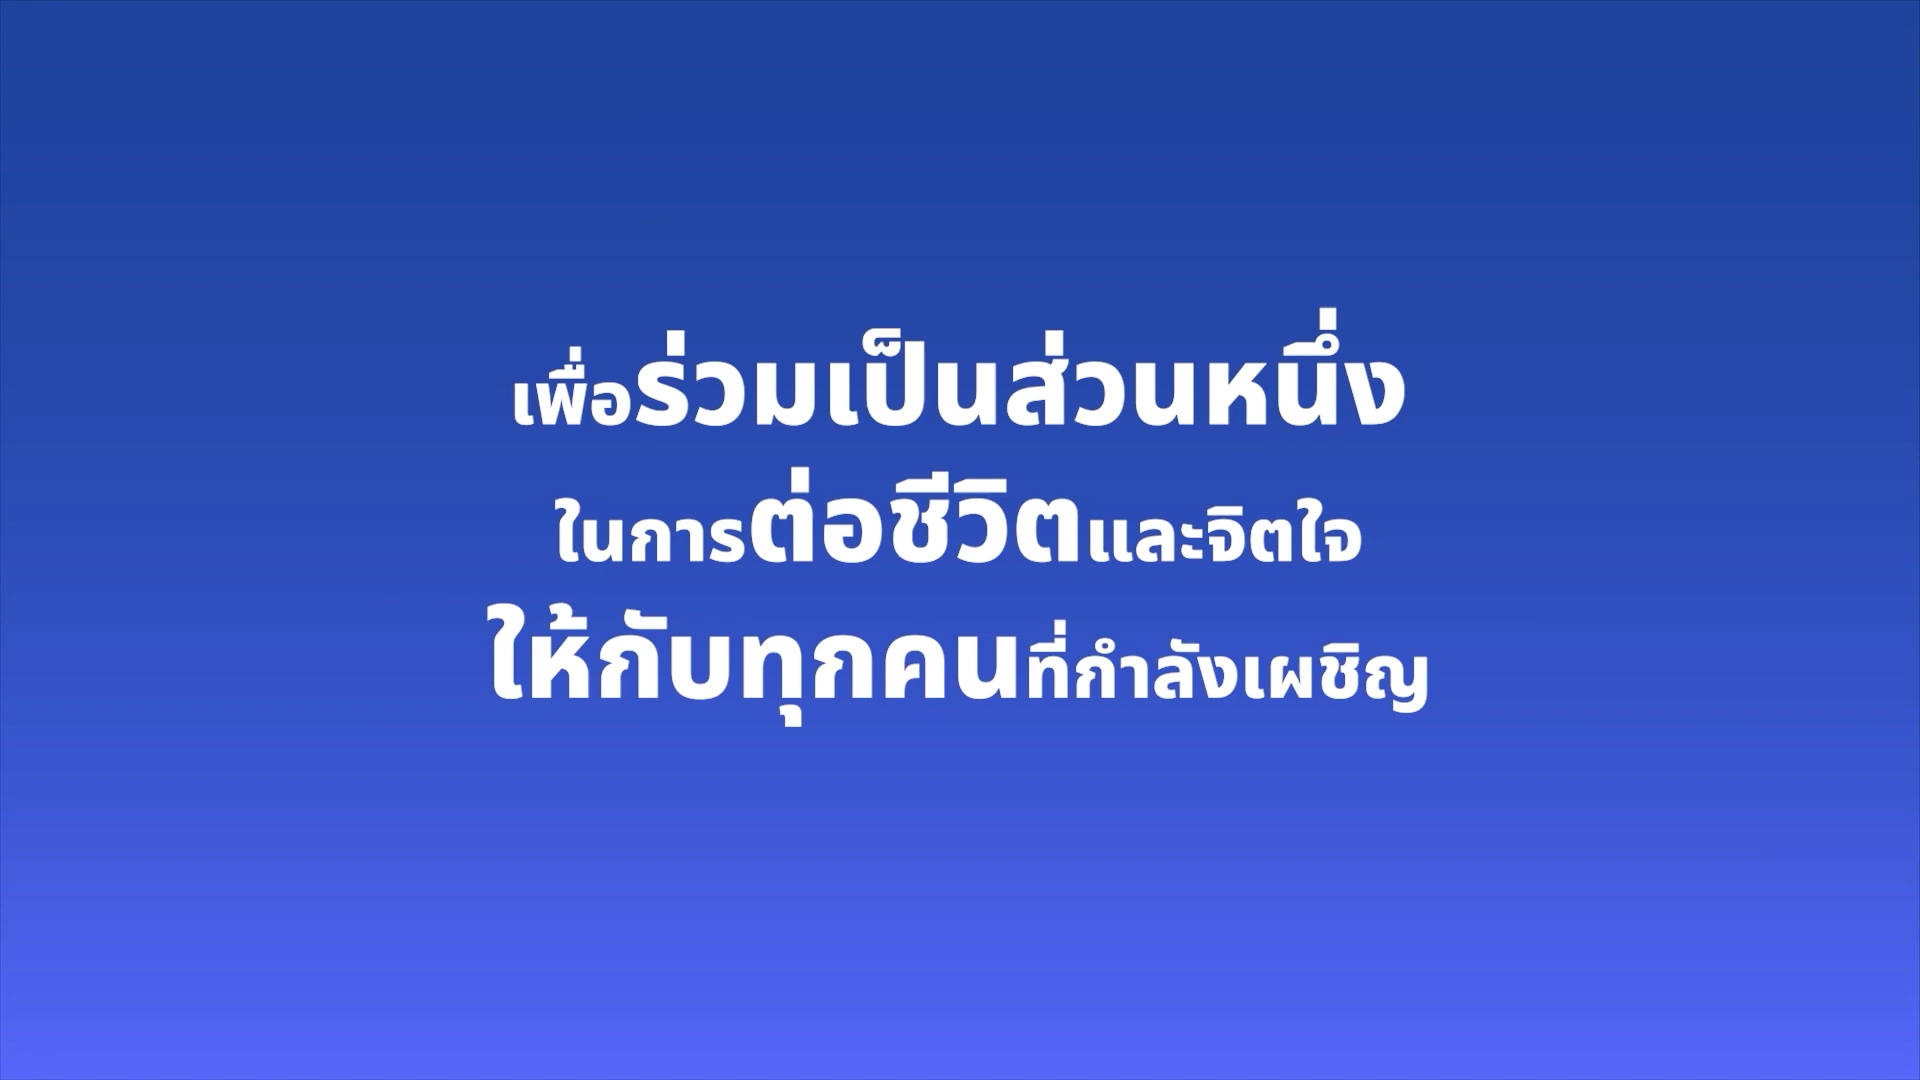 เพื่อร่วมเป็นส่วนหนึ่ง
ในการต่อชีวิตและจิตใจ
ให้กับทุกคนที่กำลังเผชิญ